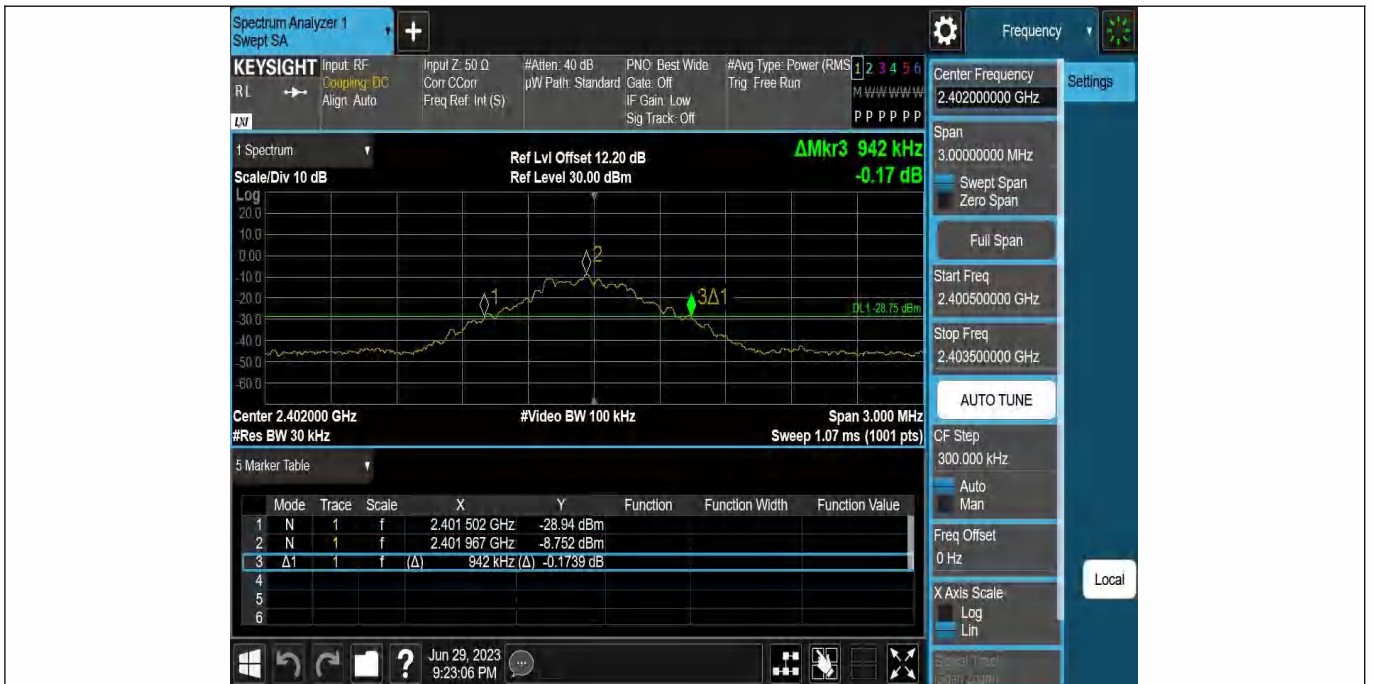 Spectrum Analyzer 1
Swept SA
+
Frequency
KEYSIGHT
RL
LXI
Input: RF
Coupling: DC
Align: Auto
Input Z: 50 Ω
Corr CCorr
Freq Ref: Int (S)
#Atten: 40 dB
µW Path: Standard
PNO: Best Wide
Gate: Off
IF Gain: Low
Sig Track: Off
#Avg Type: Power (RMS
Trig: Free Run
1 2 3 4 5 6
M W W W W W
P P P P P P
1 Spectrum
Scale/Div 10 dB
Ref Lvl Offset 12.20 dB
Ref Level 30.00 dBm
ΔMkr3 942 kHz
-0.17 dB
Log
20.0
10.0
0.00
-10.0
-20.0
-30.0
-40.0
-50.0
-60.0
1
2
3Δ1
DL1 -28.75 dBm
Center 2.402000 GHz
#Video BW 100 kHz
Span 3.000 MHz
#Res BW 30 kHz
Sweep 1.07 ms (1001 pts)
5 Marker Table
Mode Trace Scale X Y Function Function Width Function Value
1 N 1 f 2.401 502 GHz -28.94 dBm
2 N 1 f 2.401 967 GHz -8.752 dBm
3 Δ1 1 f (Δ) 942 kHz (Δ) -0.1739 dB
4
5
6
Jun 29, 2023
9:23:06 PM
?
Center Frequency
2.402000000 GHz
Settings
Span
3.00000000 MHz
Swept Span
Zero Span
Full Span
Start Freq
2.400500000 GHz
Stop Freq
2.403500000 GHz
AUTO TUNE
CF Step
300.000 kHz
Auto
Man
Freq Offset
0 Hz
X Axis Scale
Log
Lin
Local
Signal Track
(Span Zoom)